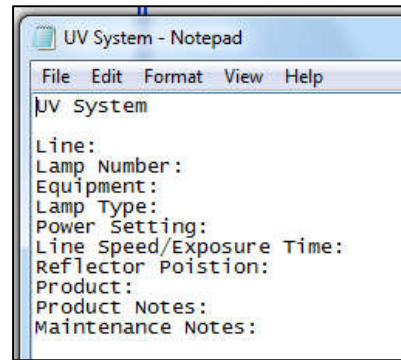 UV System - Notepad
File Edit Format View Help
UV System
Line:
Lamp Number:
Equipment:
Lamp Type:
Power Setting:
Line Speed/Exposure Time:
Reflector Poistion:
Product:
Product Notes:
Maintenance Notes: